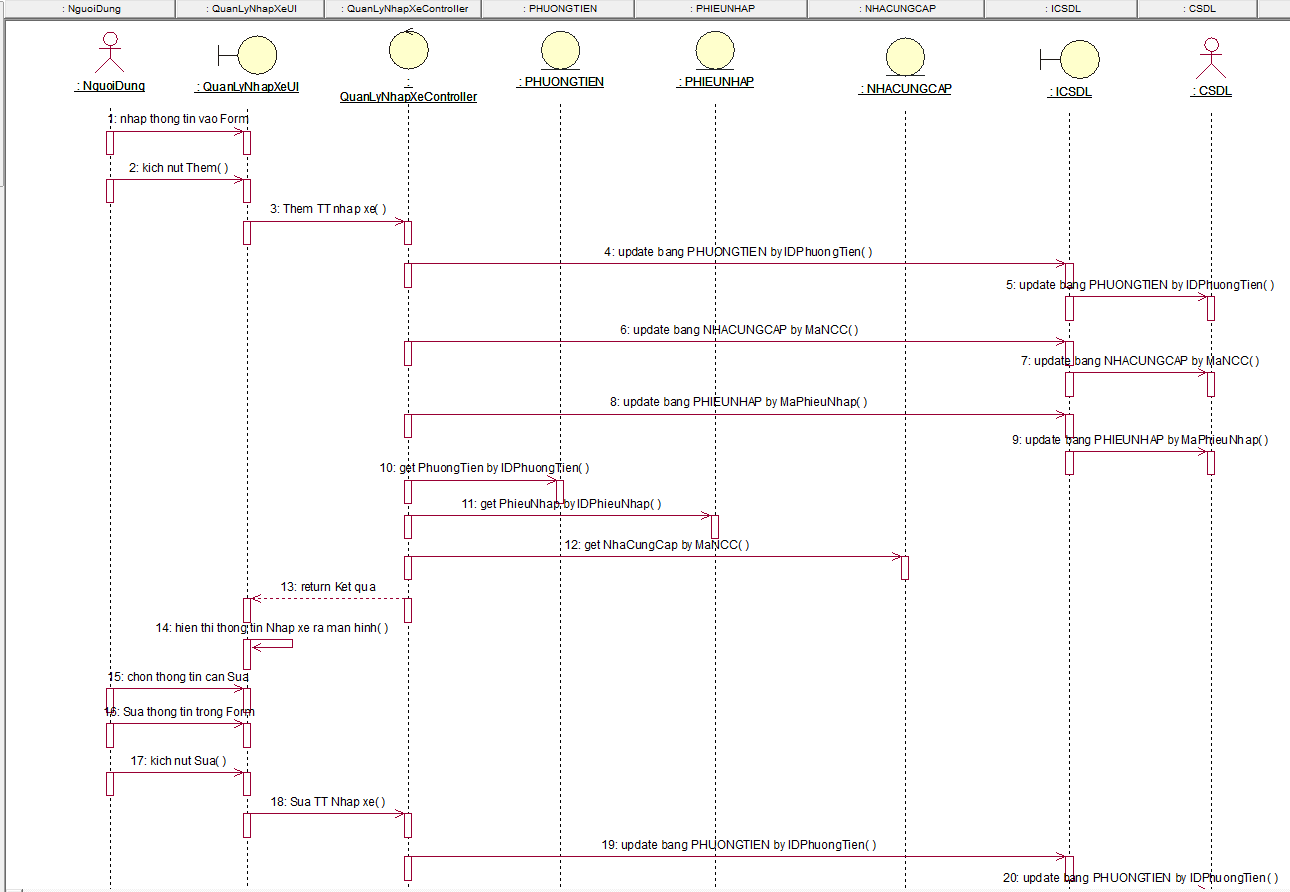 : NguoiDung
: QuanLyNhapXeUI
: QuanLyNhapXeController
: PHUONGTIEN
: PHIEUNHAP
: NHACUNGCAP
: ICSDL
: CSDL
: NguoiDung
: QuanLyNhapXeUI
:
QuanLyNhapXeController
: PHUONGTIEN
: PHIEUNHAP
: NHACUNGCAP
: ICSDL
: CSDL
1: nhap thong tin vao Form
2: kich nut Them( )
3: Them TT nhap xe( )
4: update bang PHUONGTIEN by IDPhuongTien( )
5: update bang PHUONGTIEN by IDPhuongTien( )
6: update bang NHACUNGCAP by MaNCC( )
7: update bang NHACUNGCAP by MaNCC( )
8: update bang PHIEUNHAP by MaPhieuNhap( )
9: update bang PHIEUNHAP by MaPhieuNhap( )
10: get PhuongTien by IDPhuongTien( )
11: get PhieuNhap by IDPhieuNhap( )
12: get NhaCungCap by MaNCC( )
13: return Ket qua
14: hien thi thong tin Nhap xe ra man hinh( )
15: chon thong tin can Sua
16: Sua thong tin trong Form
17: kich nut Sua( )
18: Sua TT Nhap xe( )
19: update bang PHUONGTIEN by IDPhuongTien( )
20: update bang PHUONGTIEN by IDPhuongTien( )